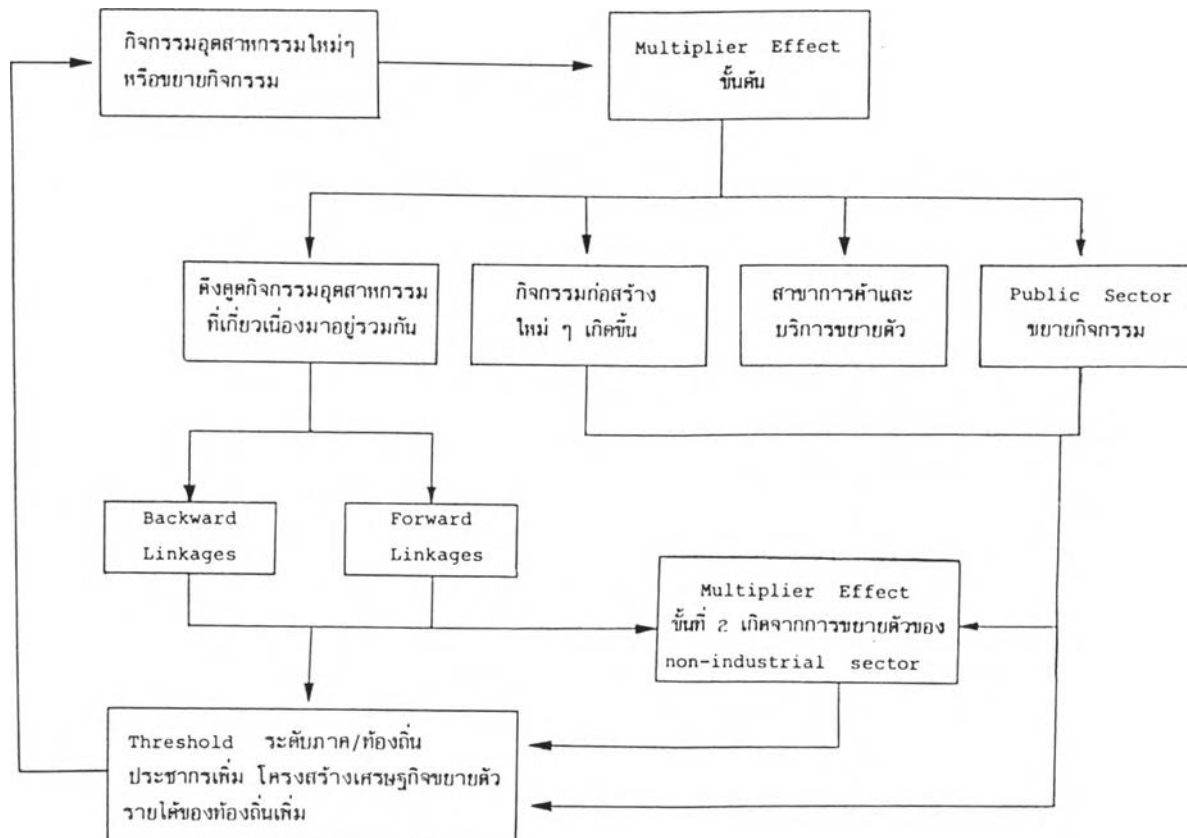 กิจกรรมอุตสาหกรรมใหม่ๆ
หรือขยายกิจกรรม
Multiplier Effect
ขั้นต้น
ดึงดูดกิจกรรมอุตสาหกรรม
ที่เกี่ยวเนื่องมาอยู่รวมกัน
กิจกรรมก่อสร้าง
ใหม่ ๆ เกิดขึ้น
สาขาการค้าและ
บริการขยายตัว
Public Sector
ขยายกิจกรรม
Backward
Linkages
Forward
Linkages
Multiplier Effect
ขั้นที่ 2 เกิดจากการขยายตัวของ
non-industrial sector
Threshold ระดับภาค/ท้องถิ่น
ประชากรเพิ่ม โครงสร้างเศรษฐกิจขยายตัว
รายได้ของท้องถิ่นเพิ่ม